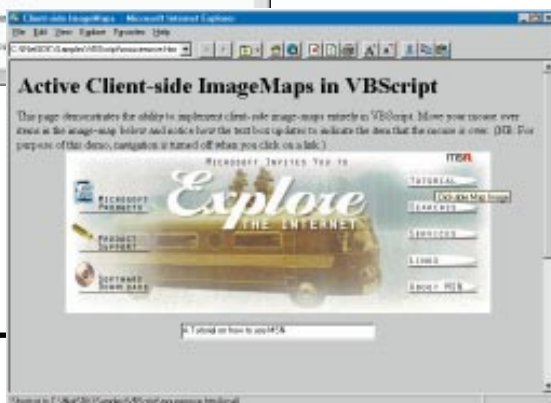 Client-side ImageMaps - Microsoft Internet Explorer
File Edit View Explore Favorites Help
Active Client-side ImageMaps in VBScript
This page demonstrates the ability to implement client-side image-maps entirely in VBScript. Move your mouse over
items in the image-map below and notice how the text box updates to indicate the item that the mouse is over. (NB: For
purpose of this demo, navigation is turned off when you click on a link.)
MICROSOFT INVITES YOU TO
Explore
THE INTERNET
msn
MICROSOFT
PRODUCTS
PRODUCT
SUPPORT
SOFTWARE
DOWNLOADS
TUTORIAL
Clickable Map Image
SEARCHES
SERVICES
LINKS
ABOUT MSN
A Tutorial on how to use MSN